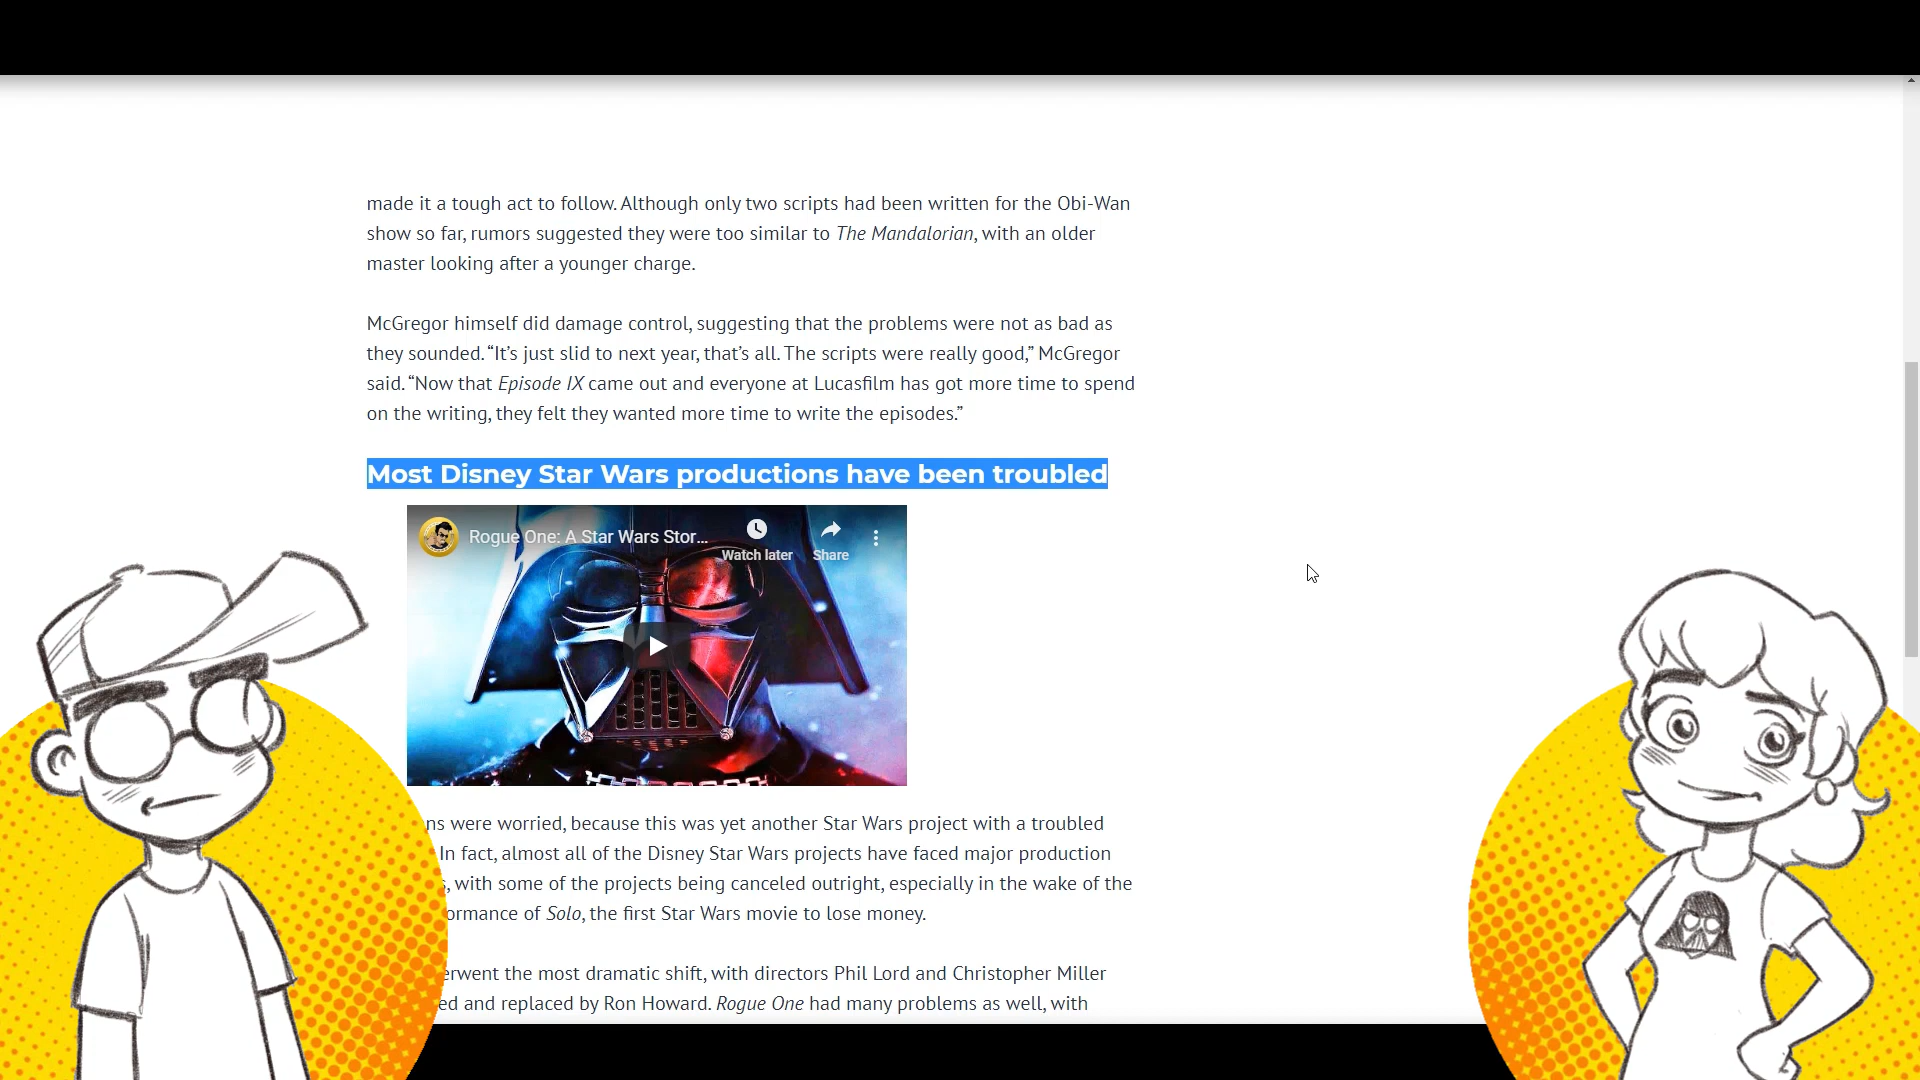 made it a tough act to follow. Although only two scripts had been written for the Obi-Wan
show so far, rumors suggested they were too similar to The Mandalorian, with an older
master looking after a younger charge.
McGregor himself did damage control, suggesting that the problems were not as bad as
they sounded. “It’s just slid to next year, that’s all. The scripts were really good,” McGregor
said. “Now that Episode IX came out and everyone at Lucasfilm has got more time to spend
on the writing, they felt they wanted more time to write the episodes.”
Most Disney Star Wars productions have been troubled
Rogue One: A Star Wars Stor...
Watch later
Share
were worried, because this was yet another Star Wars project with a troubled
In fact, almost all of the Disney Star Wars projects have faced major production
with some of the projects being canceled outright, especially in the wake of the
of Solo, the first Star Wars movie to lose money.
the most dramatic shift, with directors Phil Lord and Christopher Miller
and replaced by Ron Howard. Rogue One had many problems as well, with